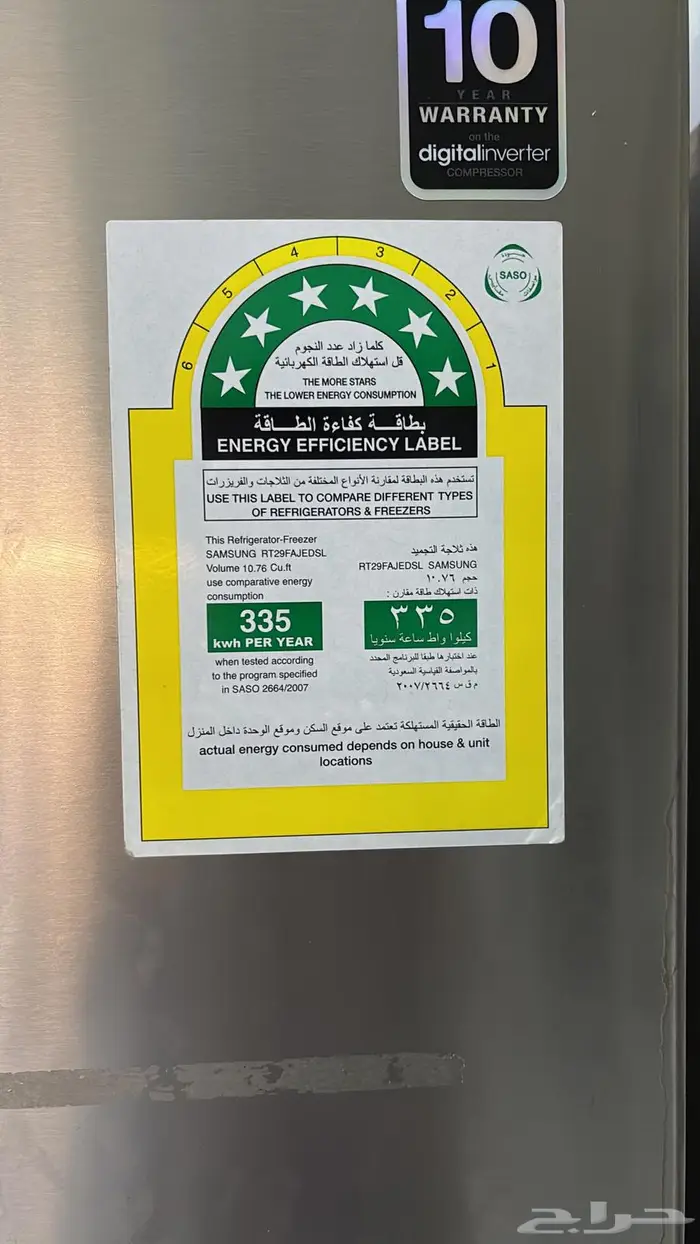 10
YEAR
WARRANTY
on the
digitalinverter
COMPRESSOR
SASO
1
2
3
4
5
6
كلما زاد عدد النجوم
قل استهلاك الطاقة الكهربائية
THE MORE STARS
THE LOWER ENERGY CONSUMPTION
بطاقة كفاءة الطاقة
ENERGY EFFICIENCY LABEL
تستخدم هذه البطاقة لمقارنة الأنواع المختلفة من الثلاجات والفريزرات
USE THIS LABEL TO COMPARE DIFFERENT TYPES
OF REFRIGERATORS & FREEZERS
This Refrigerator-Freezer
SAMSUNG RT29FAJEDSL
Volume 10.76 Cu.ft
use comparative energy
consumption
335
kwh PER YEAR
when tested according
to the program specified
in SASO 2664/2007
هذه ثلاجة التجميد
RT29FAJEDSL SAMSUNG
حجم ١٠.٧٦
ذات استهلاك طاقة مقارن :
٣٣٥
كيلوا واط ساعة سنويا
عند اختبارها طبقا للبرنامج المحدد
بالمواصفة القياسية السعودية
م ق س ٢٠٠٧/٢٦٦٤
الطاقة الحقيقية المستهلكة تعتمد على موقع السكن وموقع الوحدة داخل المنزل
actual energy consumed depends on house & unit
locations
حراج